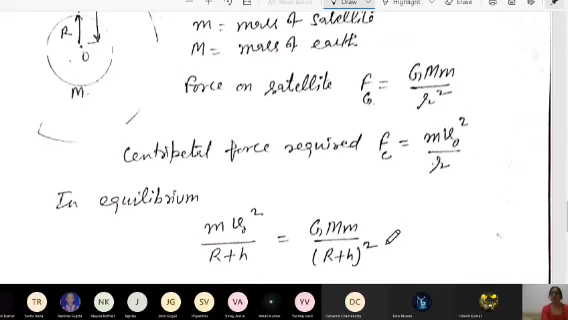 Draw Highlight Erase
m = mass of satellite
R
M = mass of earth.
O
Force on satellite F_G = GMm / r²
M
Centripetal force required F_c = mv₀² / r
In equilibrium
mv₀² / R+h = GMm / (R+h)²
TR NK JG SV VA YV DC